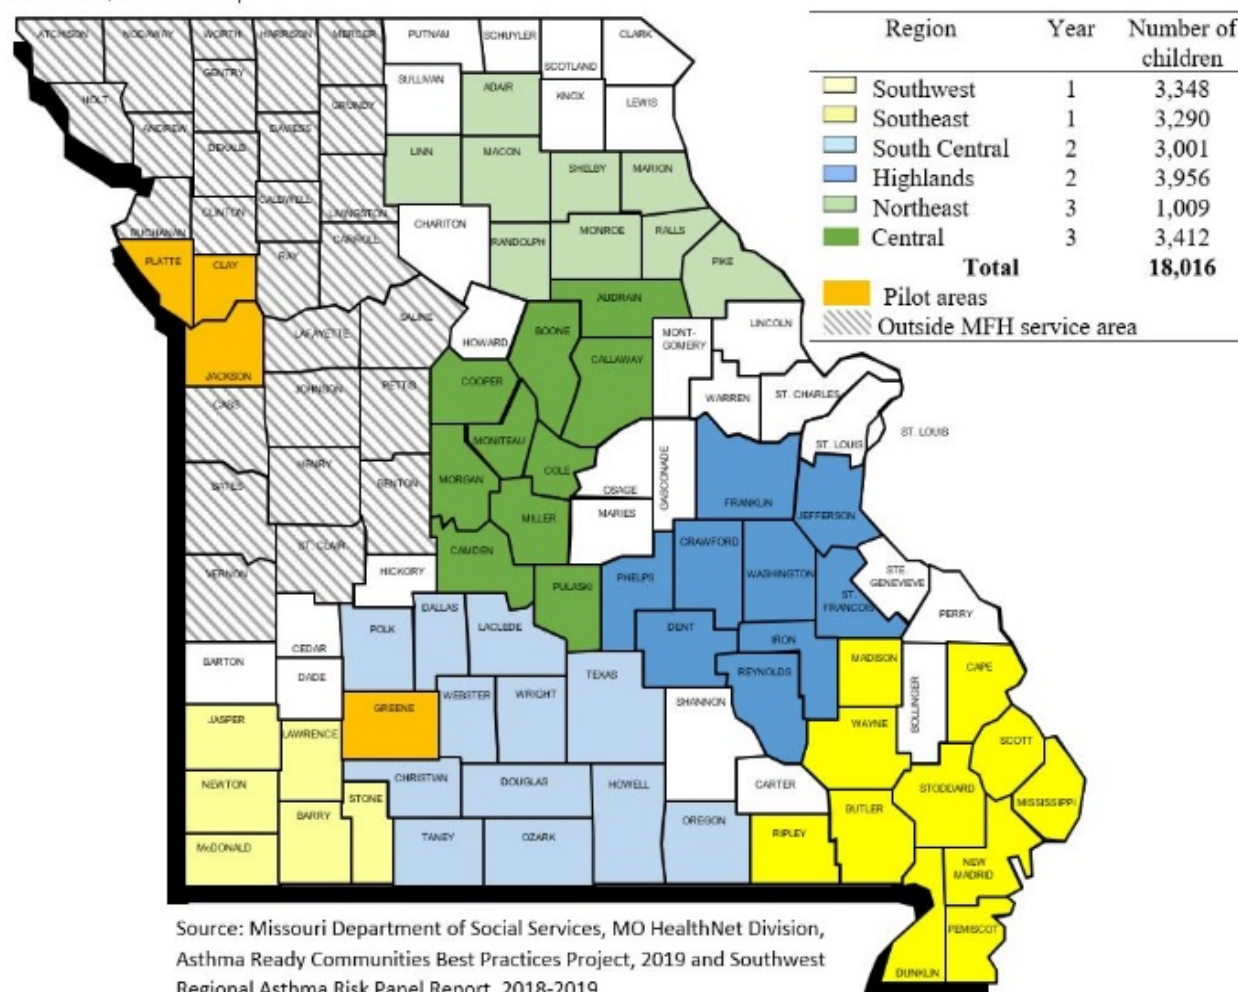 Region Year Number of children
Southwest 1 3,348
Southeast 1 3,290
South Central 2 3,001
Highlands 2 3,956
Northeast 3 1,009
Central 3 3,412
Total 18,016
Pilot areas
Outside MFH service area
ATCHISON NODAWAY WORTH HARRISON MERCER PUTNAM SCHUYLER SCOTLAND CLARK
HOLT GENTRY GRUNDY SULLIVAN ADAIR KNOX LEWIS
ANDREW DEKALB DAVIESS LINN MACON SHELBY MARION
BUCHANAN CLINTON CALDWELL LIVINGSTON CHARITON RANDOLPH MONROE RALLS
PLATTE CLAY RAY CARROLL PIKE
JACKSON LAFAYETTE SALINE HOWARD BOONE AUDRAIN
CALLAWAY
MONT-
GOMERY
LINCOLN
CASS JOHNSON PETTIS COOPER WARREN ST. CHARLES
MONITEAU COLE ST. LOUIS ST. LOUIS
BATES HENRY BENTON MORGAN MILLER OSAGE GASCONADE FRANKLIN JEFFERSON
MARIES
VERNON ST. CLAIR HICKORY CAMDEN PULASKI PHELPS CRAWFORD WASHINGTON
STE.
GENEVIEVE
ST.
FRANCOIS
PERRY
CEDAR POLK DALLAS LACLEDE DENT IRON
BARTON DADE TEXAS REYNOLDS MADISON BOLLINGER CAPE
JASPER LAWRENCE GREENE WEBSTER WRIGHT SHANNON WAYNE SCOTT
NEWTON STONE CHRISTIAN DOUGLAS HOWELL CARTER STODDARD MISSISSIPPI
McDONALD BARRY TANEY OZARK OREGON RIPLEY BUTLER
NEW
MADRID
PEMISCOT
DUNKLIN
Source: Missouri Department of Social Services, MO HealthNet Division,
Asthma Ready Communities Best Practices Project, 2019 and Southwest
Regional Asthma Risk Panel Report, 2018-2019